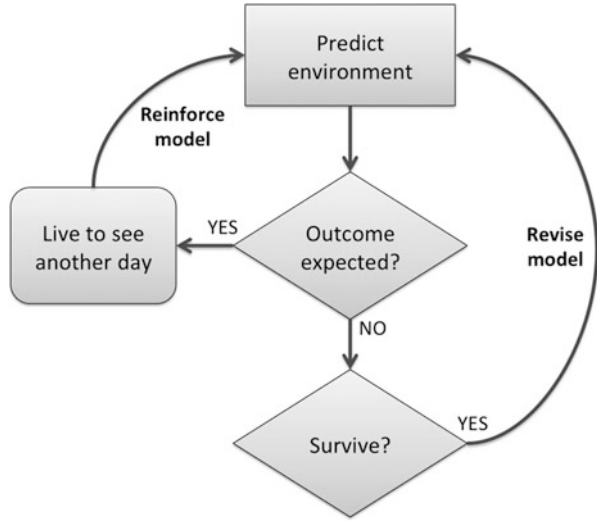 Predict
environment
Reinforce
model
Live to see
another day
YES
Outcome
expected?
Revise
model
NO
Survive?
YES